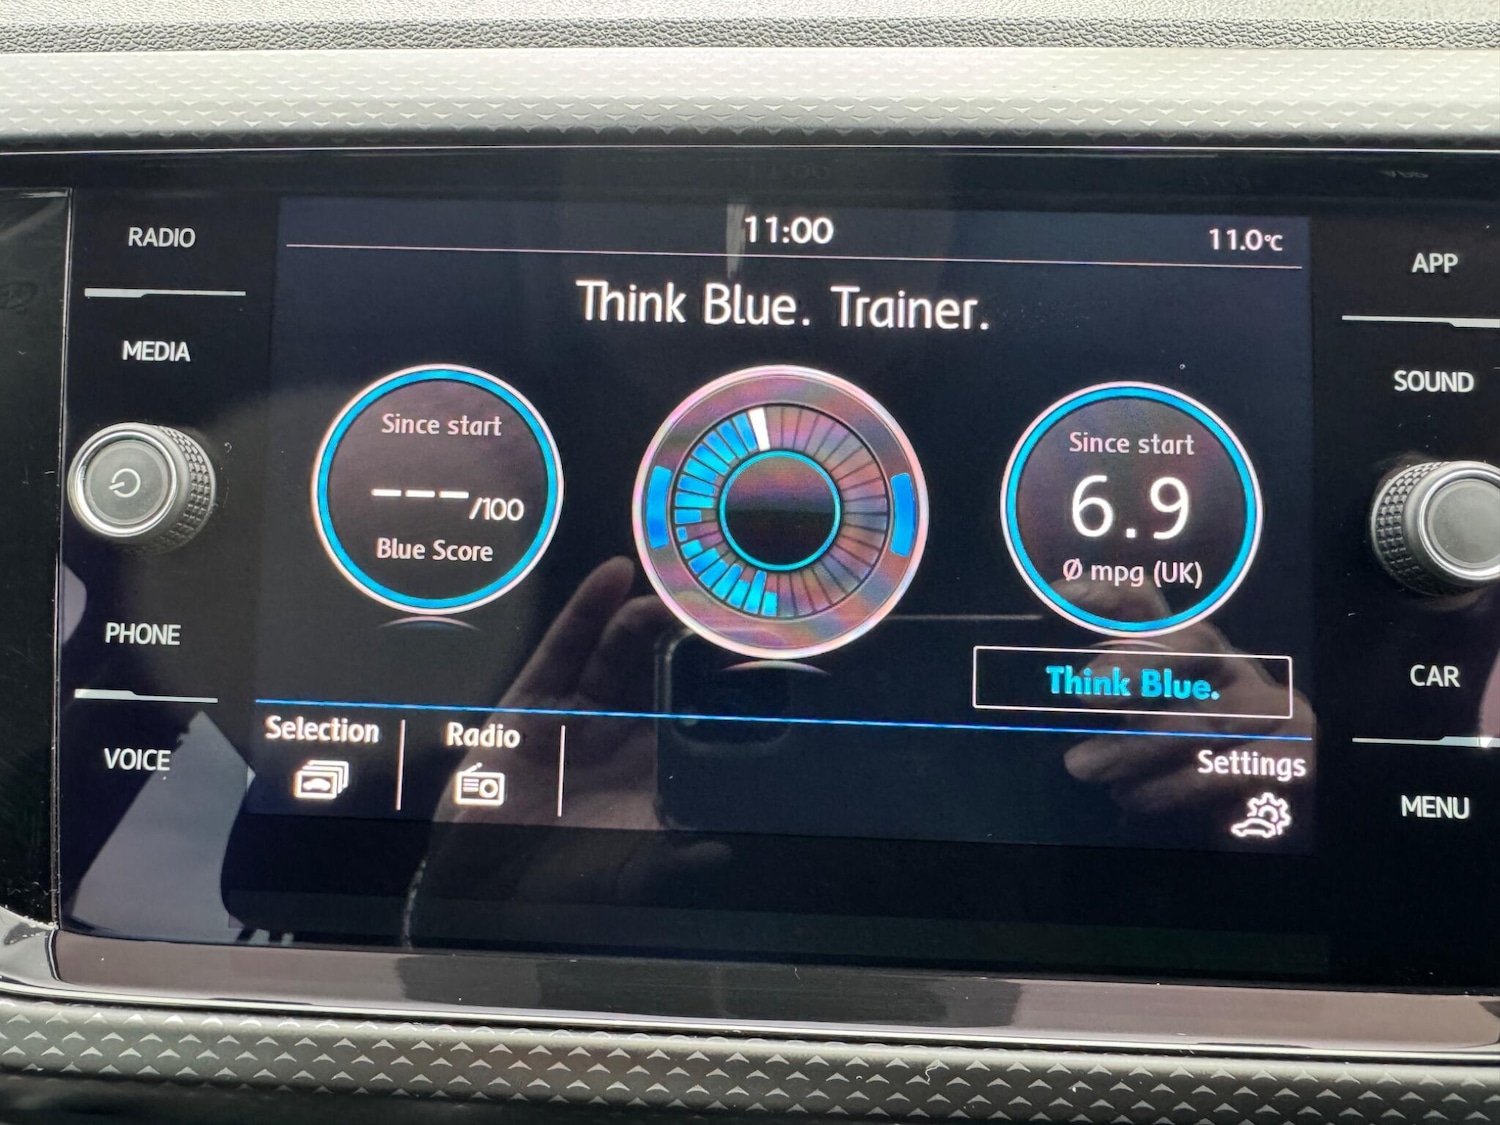 11:00
11.0°C
RADIO
MEDIA
PHONE
VOICE
Think Blue. Trainer.
Since start
---/100
Blue Score
Since start
6.9
Ø mpg (UK)
Think Blue.
Selection
Radio
Settings
APP
SOUND
CAR
MENU